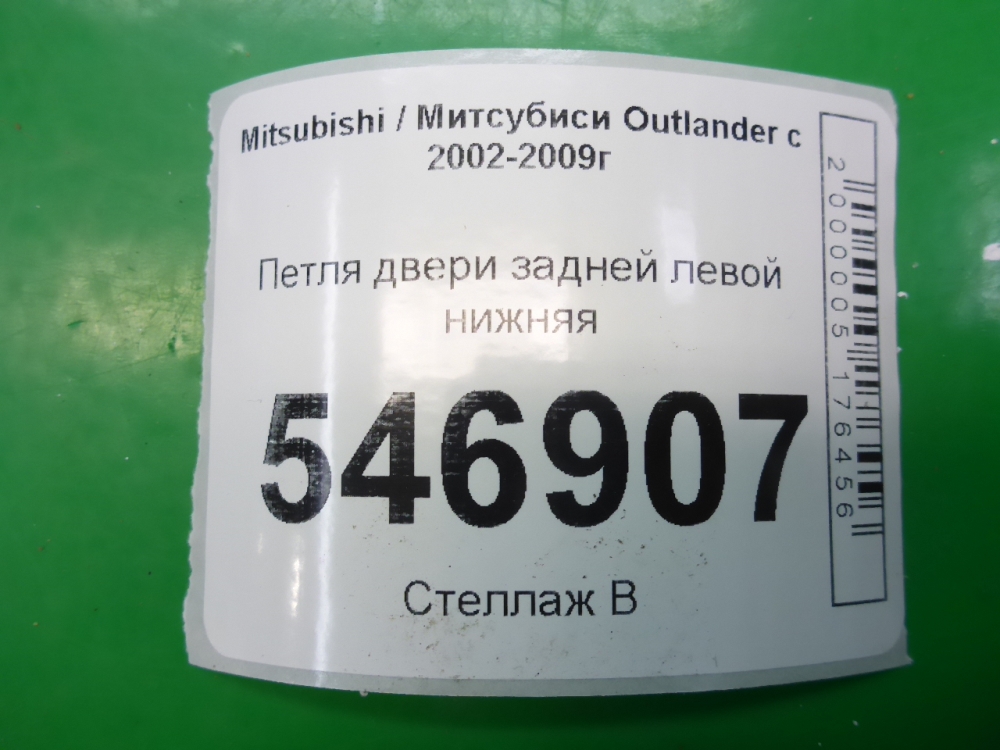 Mitsubishi / Митсубиси Outlander с
2002-2009г
Петля двери задней левой
нижняя
546907
Стеллаж В
2000005176456